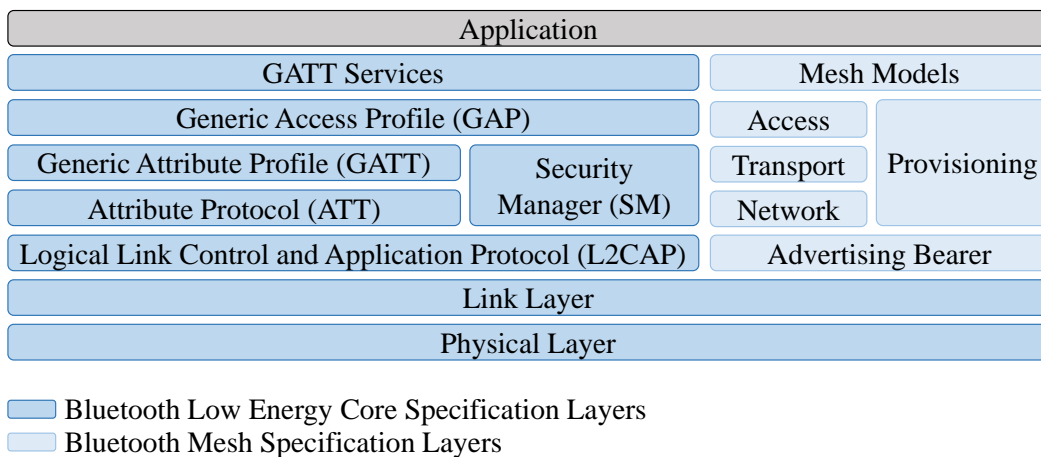 Application
GATT Services
Mesh Models
Generic Access Profile (GAP)
Access
Generic Attribute Profile (GATT)
Security
Manager (SM)
Transport
Provisioning
Attribute Protocol (ATT)
Network
Logical Link Control and Application Protocol (L2CAP)
Advertising Bearer
Link Layer
Physical Layer
Bluetooth Low Energy Core Specification Layers
Bluetooth Mesh Specification Layers